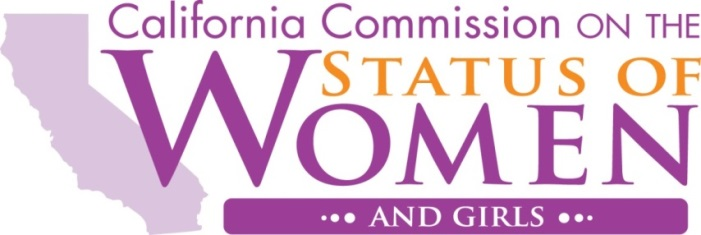 California Commission ON THE
STATUS OF
WOMEN
AND GIRLS